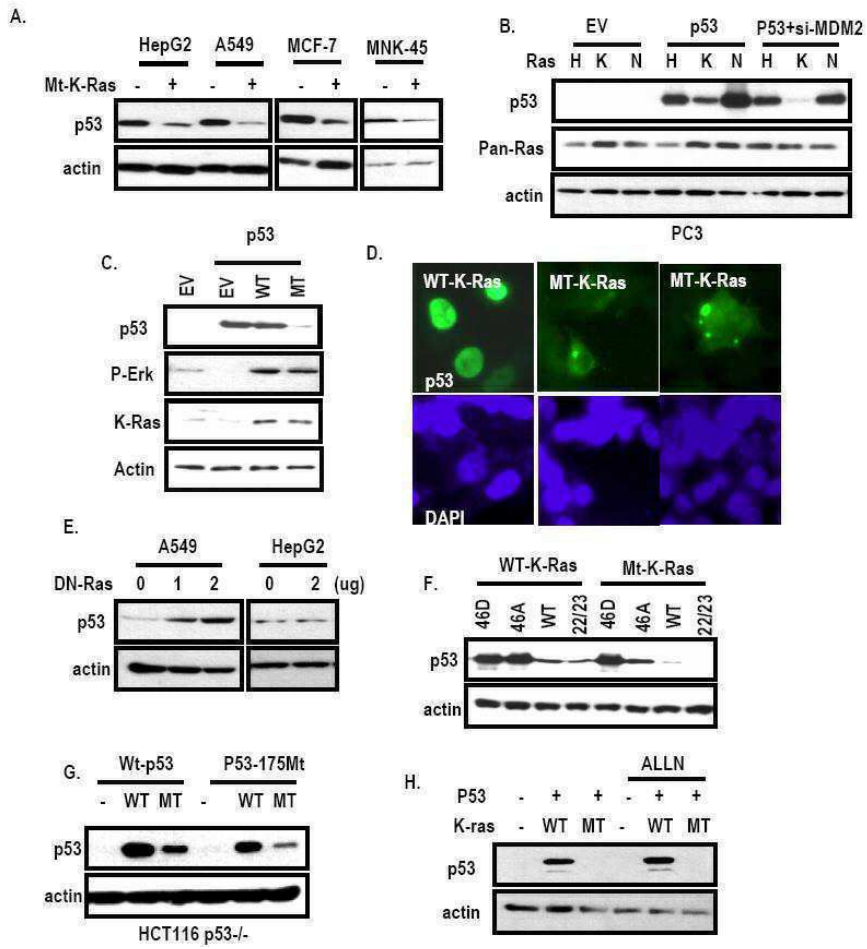 A.
HepG2 A549 MCF-7 MNK-45
Mt-K-Ras - + - + - + - +
p53
actin
B.
EV p53 P53+si-MDM2
Ras H K N H K N H K N
p53
Pan-Ras
actin
PC3
C.
p53
EV EV WT MT
p53
P-Erk
K-Ras
Actin
D.
WT-K-Ras MT-K-Ras MT-K-Ras
p53
DAPI
E.
A549 HepG2
DN-Ras 0 1 2 0 2 (ug)
p53
actin
F.
WT-K-Ras Mt-K-Ras
46D 46A WT 22/23 46D 46A WT 22/23
p53
actin
G.
Wt-p53 P53-175Mt
- WT MT - WT MT
p53
actin
HCT116 p53-/-
H.
ALLN
P53 - + + - + +
K-ras - WT MT - WT MT
p53
actin